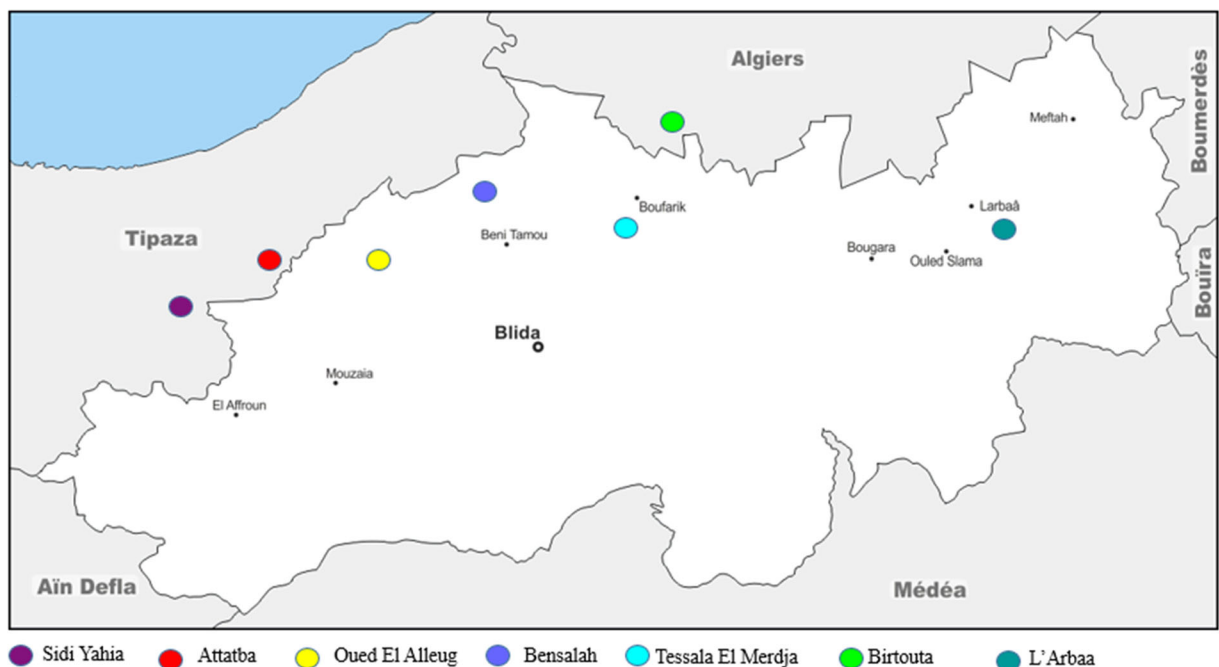 Algiers
Boumerdès
Meftah
Boufarik
Larbaâ
Tipaza
Beni Tamou
Bougara
Ouled Slama
Bouïra
Blida
Mouzaia
El Affroun
Aïn Defla
Médéa
Sidi Yahia Attatba Oued El Alleug Bensalah Tessala El Merdja Birtouta L'Arbaa